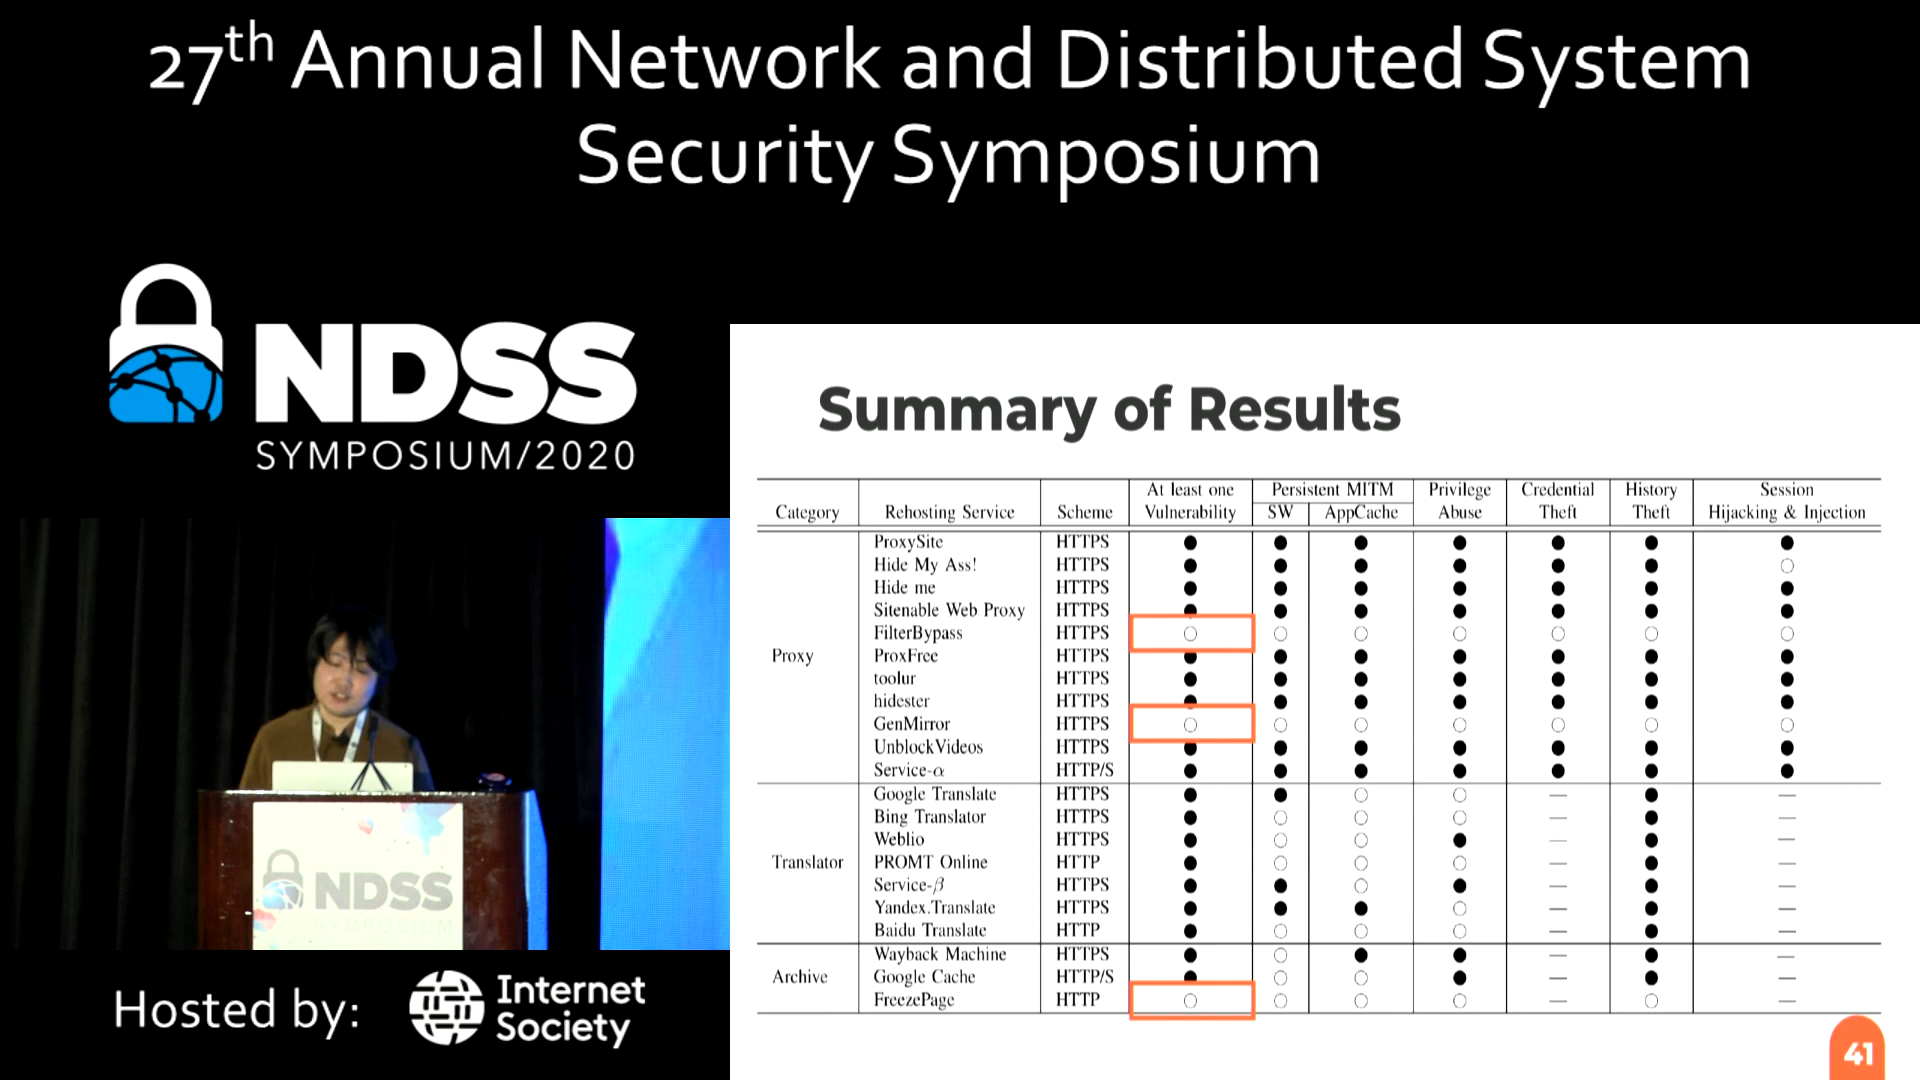 27th Annual Network and Distributed System
Security Symposium
NDSS
SYMPOSIUM/2020
Summary of Results
Category Rehosting Service Scheme At least one Vulnerability Persistent MITM SW AppCache Privilege Abuse Credential Theft History Theft Session Hijacking & Injection
Proxy
ProxySite HTTPS ● ● ● ● ● ● ●
Hide My Ass! HTTPS ● ● ● ● ● ● ○
Hide me HTTPS ● ● ● ● ● ● ●
Sitenable Web Proxy HTTPS ● ● ● ● ● ● ●
FilterBypass HTTPS ○ ○ ○ ○ ○ ○ ○
ProxFree HTTPS ● ● ● ● ● ● ●
toolur HTTPS ● ● ● ● ● ● ●
hidester HTTPS ● ● ● ● ● ● ●
GenMirror HTTPS ○ ○ ○ ○ ○ ○ ○
UnblockVideos HTTPS ● ● ● ● ● ● ●
Service-α HTTP/S ● ● ● ● ● ● ●
Translator
Google Translate HTTPS ● ● ○ ○ — ● —
Bing Translator HTTPS ● ○ ○ ○ — ● —
Weblio HTTPS ● ○ ○ ● — ● —
PROMT Online HTTP ● ○ ○ ○ — ● —
Service-β HTTPS ● ● ○ ● — ● —
Yandex.Translate HTTPS ● ● ● ○ — ● —
Baidu Translate HTTP ● ○ ○ ○ — ● —
Archive
Wayback Machine HTTPS ● ○ ● ● — ● —
Google Cache HTTP/S ● ○ ○ ● — ● —
FreezePage HTTP ○ ○ ○ ○ — ○ —
41
NDSS
SYMPOSIUM
Hosted by:
Internet
Society